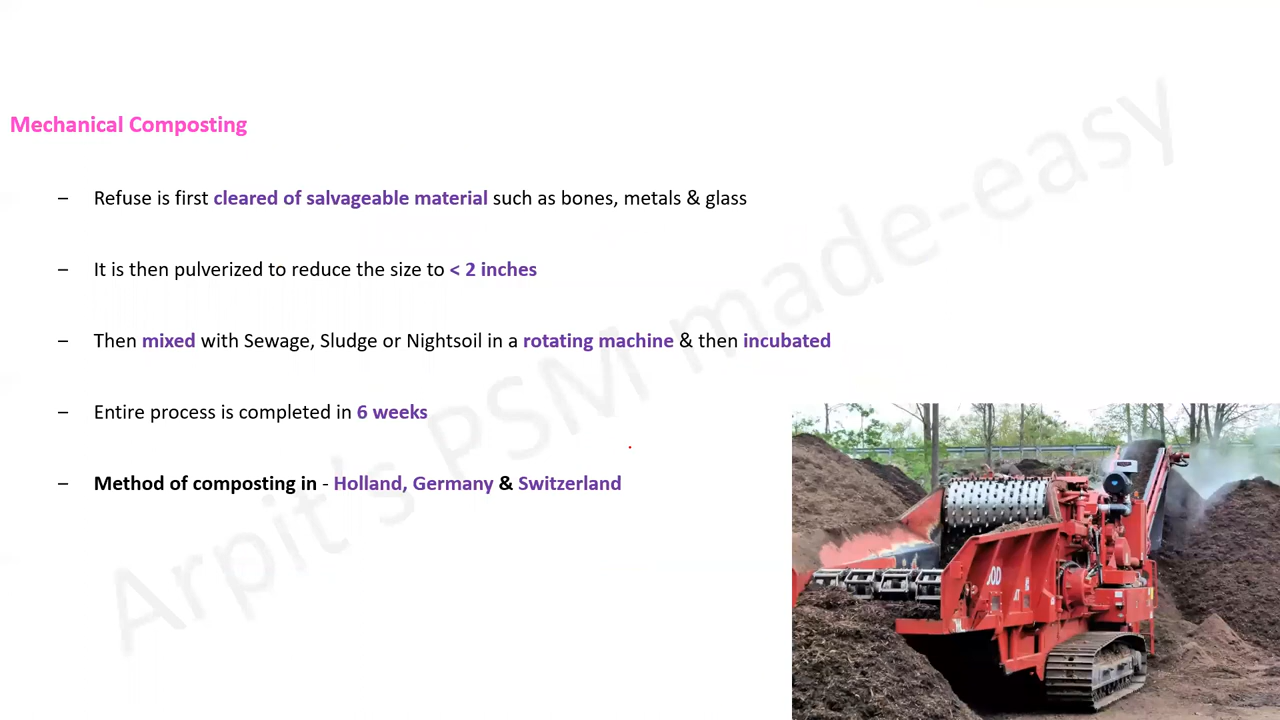 Mechanical Composting
– Refuse is first cleared of salvageable material such as bones, metals & glass
– It is then pulverized to reduce the size to < 2 inches
– Then mixed with Sewage, Sludge or Nightsoil in a rotating machine & then incubated
– Entire process is completed in 6 weeks
– Method of composting in - Holland, Germany & Switzerland
Arpit's PSM made-easy